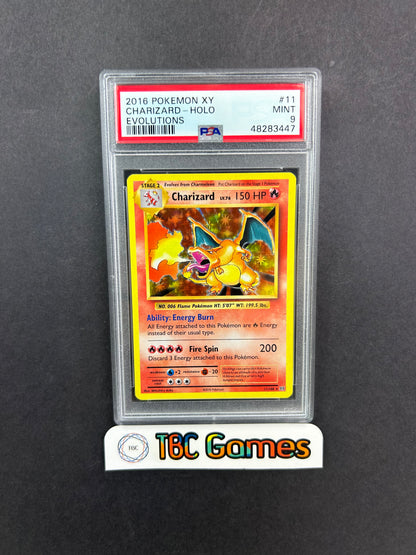 2016 POKEMON XY #11
CHARIZARD – HOLO MINT
EVOLUTIONS 9
PSA 48283447
STAGE 2 Evolves from Charmeleon Put Charizard on the Stage 1 Pokémon
Charizard LV.76 150 HP
NO. 006 Flame Pokémon HT: 5'07" WT: 199.5 lbs.
Ability: Energy Burn
All Energy attached to this Pokémon are Energy
instead of their usual type.
Fire Spin 200
Discard 3 Energy attached to this Pokémon.
weakness ×2 resistance -20
TBC TBC Games